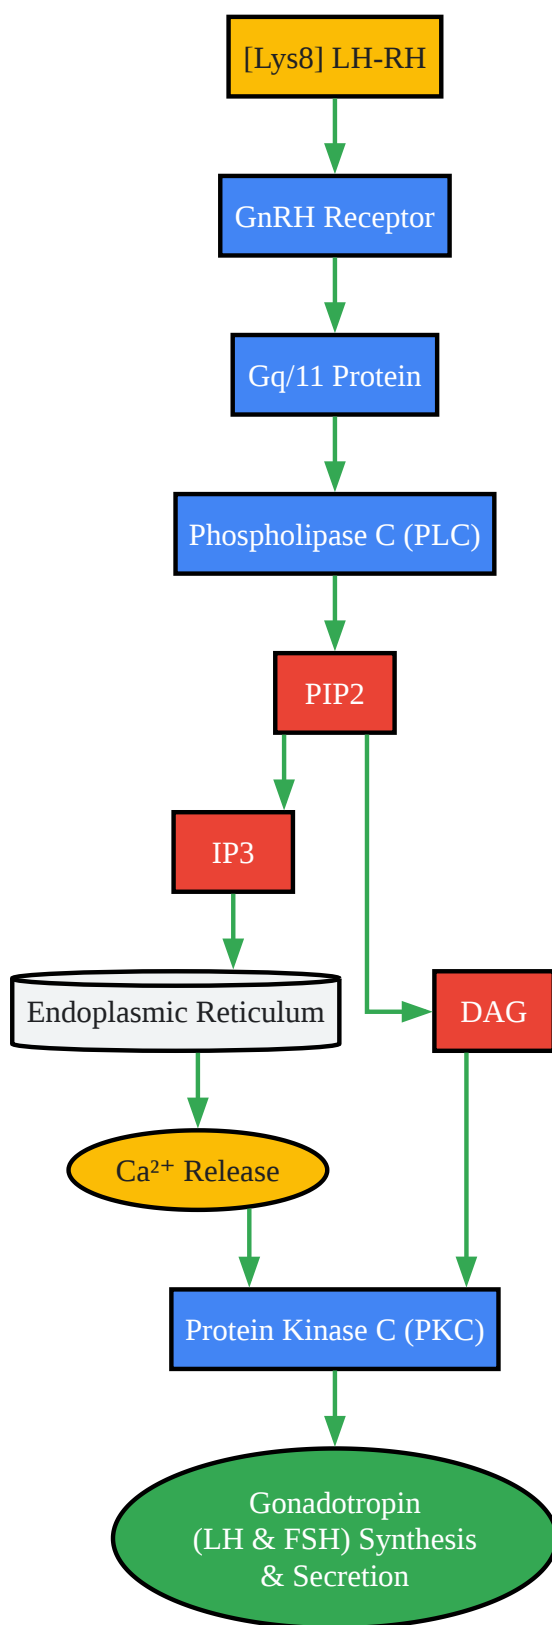 [Lys8] LH-RH
GnRH Receptor
Gq/11 Protein
Phospholipase C (PLC)
PIP2
IP3
Endoplasmic Reticulum
DAG
Ca²⁺ Release
Protein Kinase C (PKC)
Gonadotropin
(LH & FSH) Synthesis
& Secretion